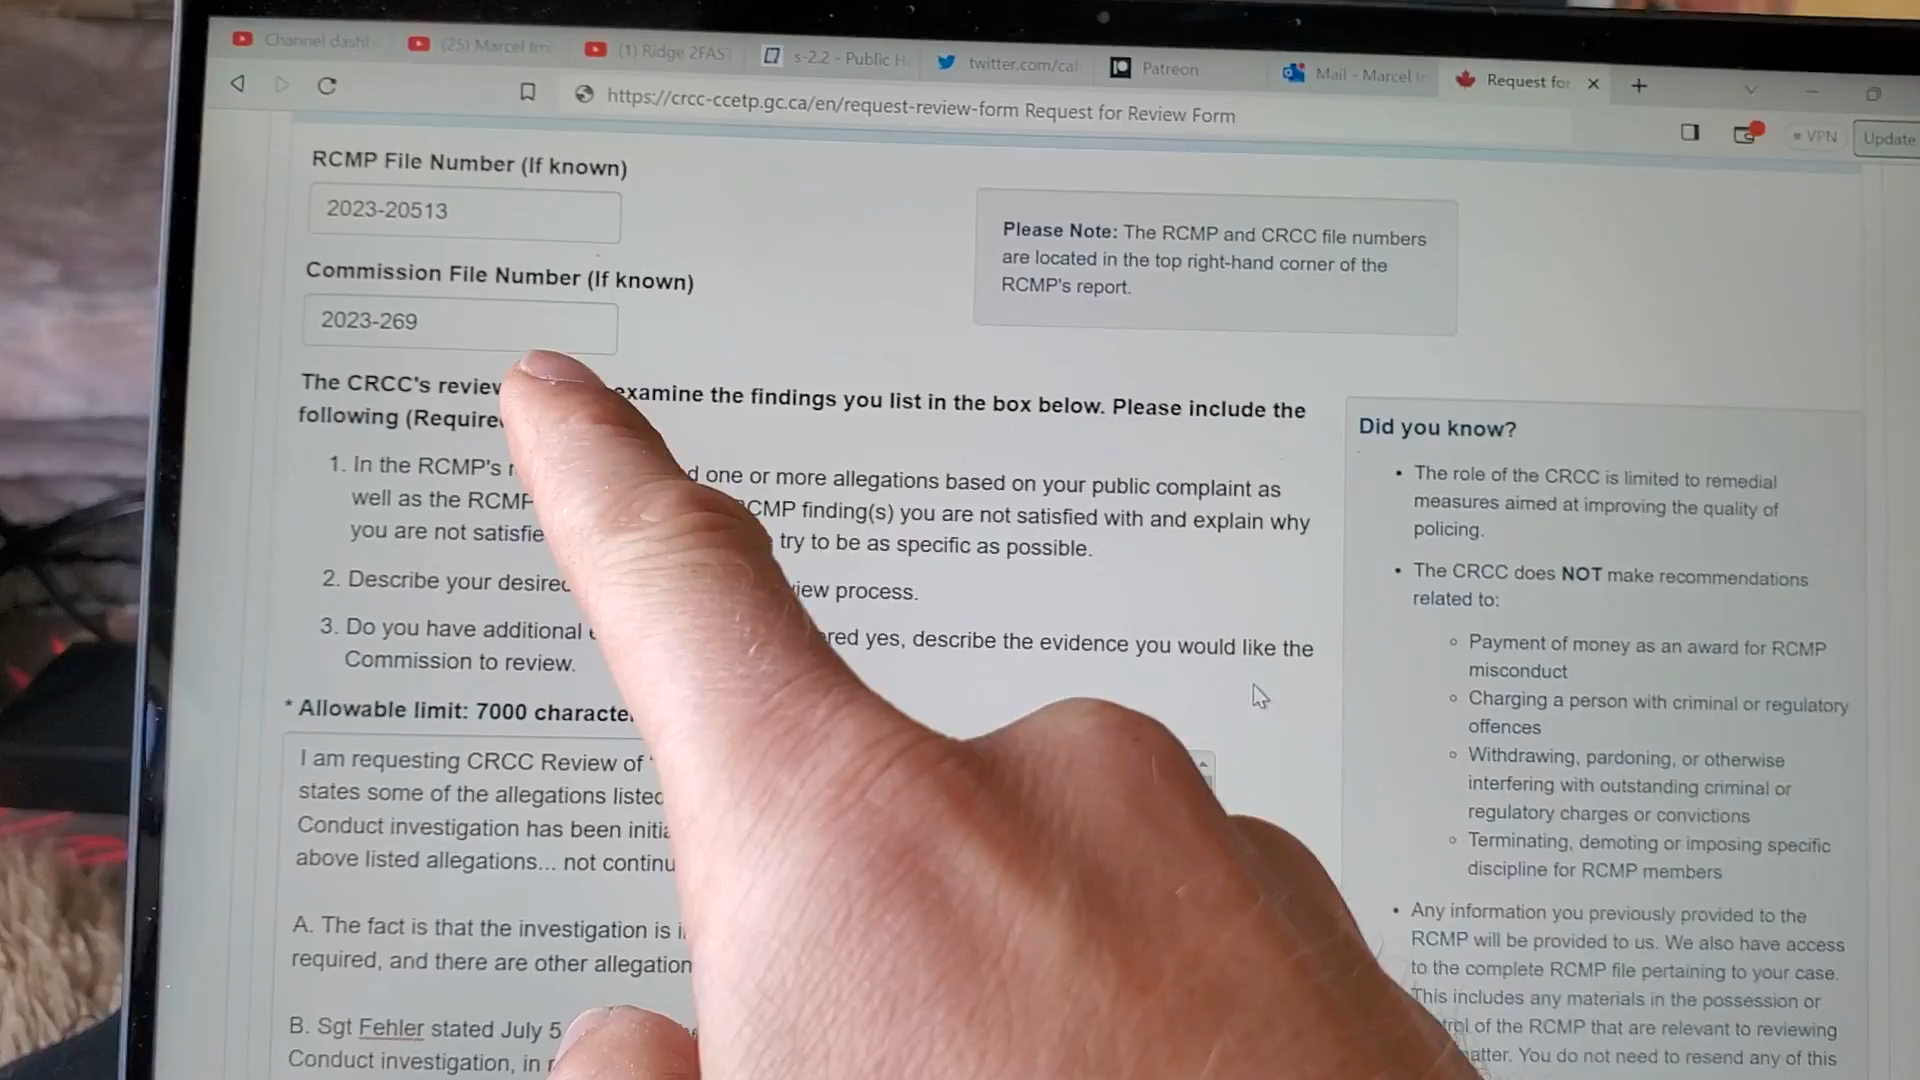 Channel dashb
(25) Marcel Irn
(1) Ridge 2FAST
s-2.2 - Public H
twitter.com/caf
Patreon
Mail - Marcel Ir
Request for
https://crcc-ccetp.gc.ca/en/request-review-form Request for Review Form
VPN
Update
RCMP File Number (If known)
2023-20513
Please Note: The RCMP and CRCC file numbers
are located in the top right-hand corner of the
RCMP's report.
Commission File Number (If known)
2023-269
The CRCC's review examine the findings you list in the box below. Please include the
following (Require
1. In the RCMP's one or more allegations based on your public complaint as
well as the RCMP RCMP finding(s) you are not satisfied with and explain why
you are not satisfie try to be as specific as possible.
2. Describe your desired process.
3. Do you have additional yes, describe the evidence you would like the
Commission to review.
* Allowable limit: 7000 characte
I am requesting CRCC Review of
states some of the allegations listed
Conduct investigation has been initia
above listed allegations... not continu
A. The fact is that the investigation is
required, and there are other allegation
B. Sgt Fehler stated July 5
Conduct investigation, in
Did you know?
• The role of the CRCC is limited to remedial
measures aimed at improving the quality of
policing.
• The CRCC does NOT make recommendations
related to:
Payment of money as an award for RCMP
misconduct
Charging a person with criminal or regulatory
offences
Withdrawing, pardoning, or otherwise
interfering with outstanding criminal or
regulatory charges or convictions
Terminating, demoting or imposing specific
discipline for RCMP members
• Any information you previously provided to the
RCMP will be provided to us. We also have access
to the complete RCMP file pertaining to your case.
This includes any materials in the possession or
of the RCMP that are relevant to reviewing
matter. You do not need to resend any of this